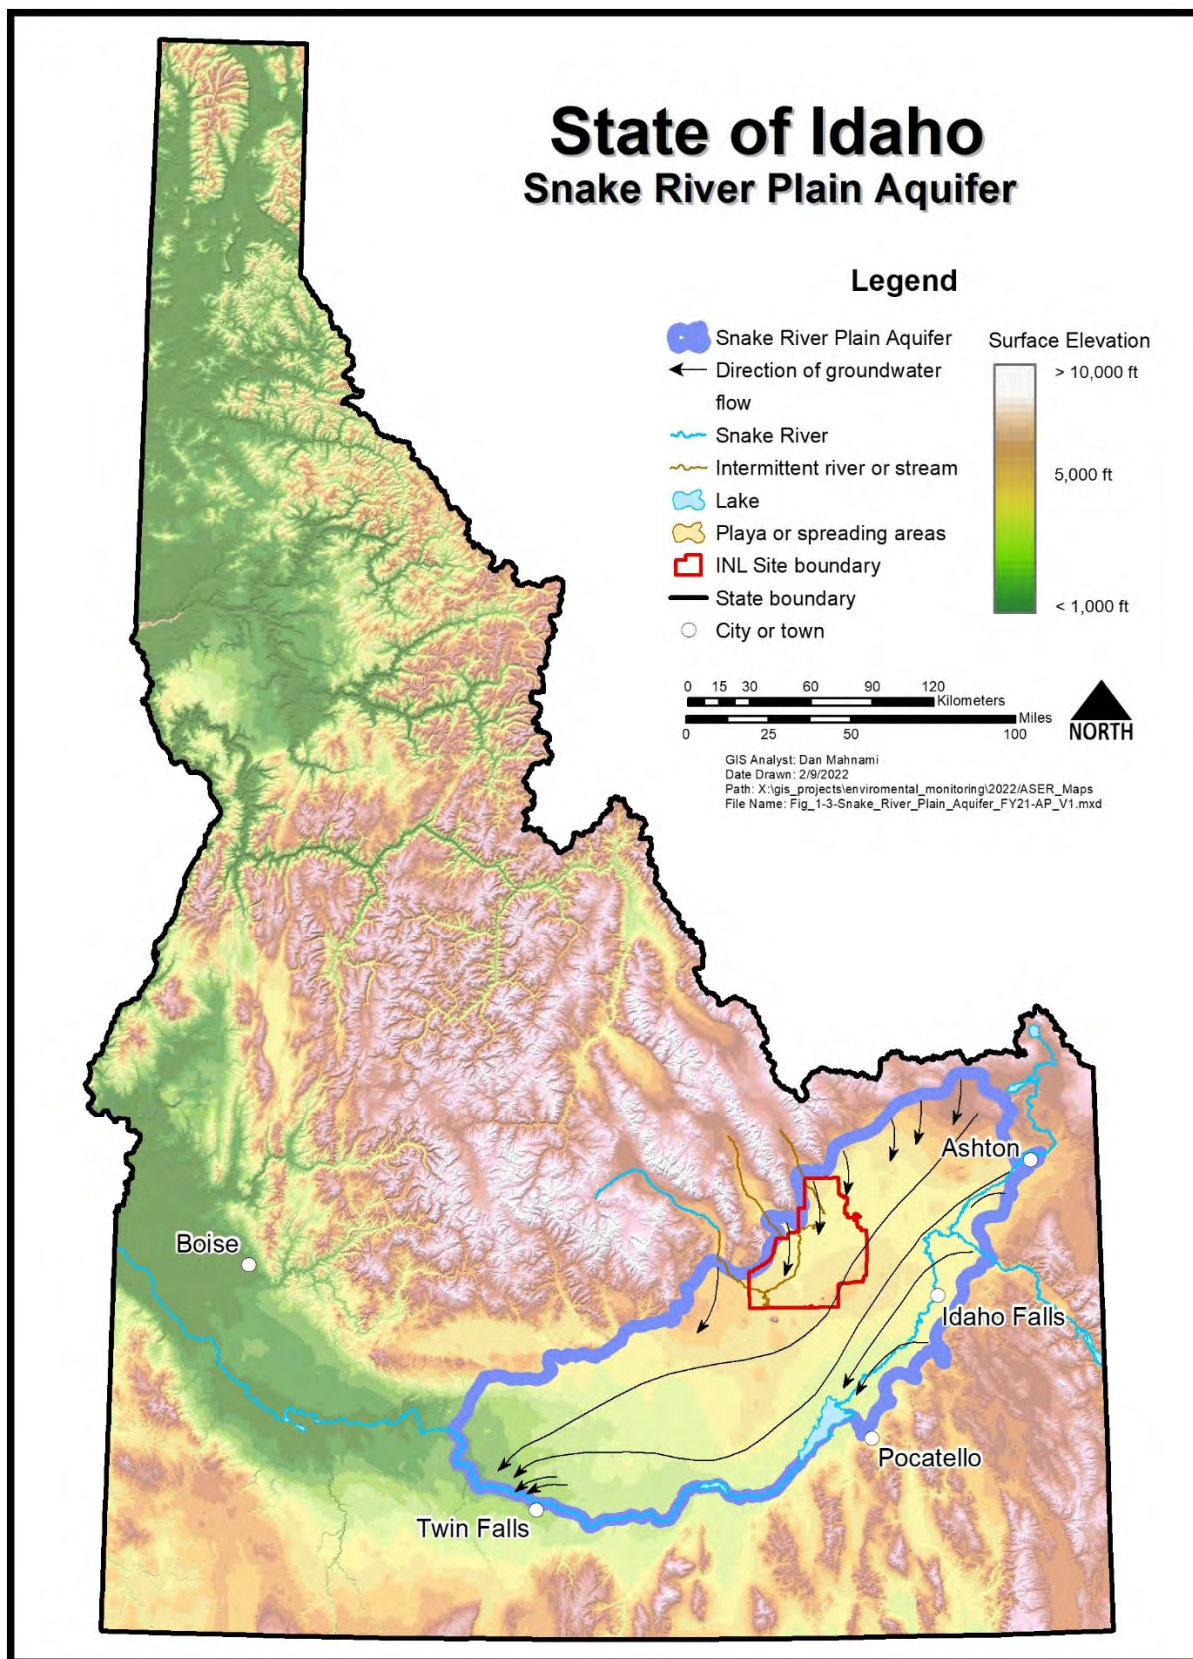 State of Idaho
Snake River Plain Aquifer
Legend
Snake River Plain Aquifer
Direction of groundwater
flow
Snake River
Intermittent river or stream
Lake
Playa or spreading areas
INL Site boundary
State boundary
City or town
Surface Elevation
> 10,000 ft
5,000 ft
< 1,000 ft
0 15 30 60 90 120
Kilometers
Miles
0 25 50 100
NORTH
GIS Analyst: Dan Mahnami
Date Drawn: 2/9/2022
Path: X:\gis_projects\enviromental_monitoring\2022/ASER_Maps
File Name: Fig_1-3-Snake_River_Plain_Aquifer_FY21-AP_V1.mxd
Ashton
Boise
Idaho Falls
Pocatello
Twin Falls